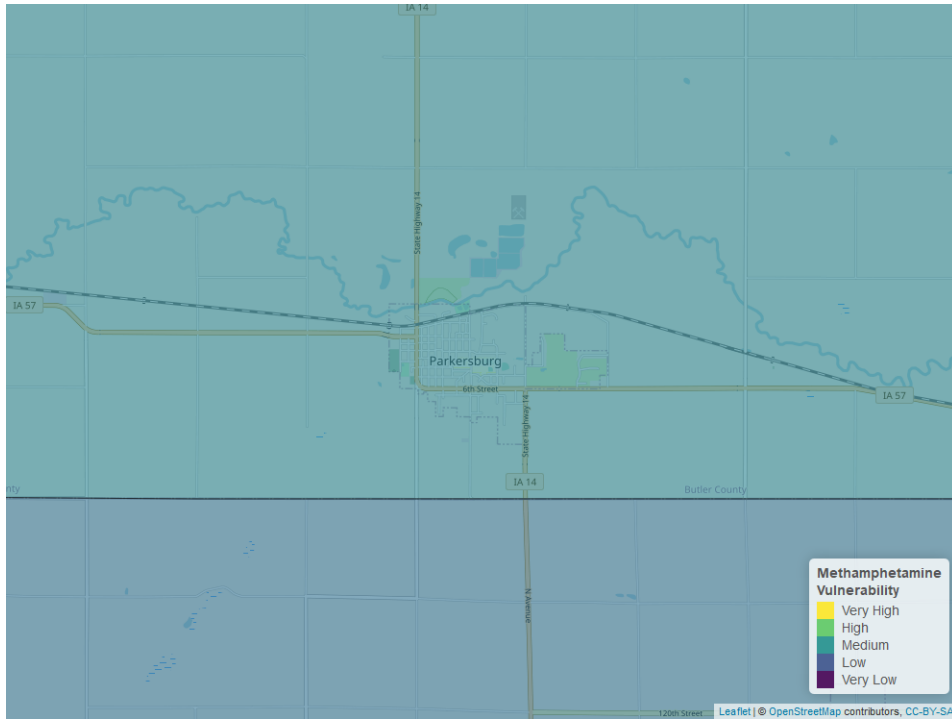 IA 14
State Highway 14
IA 57
Parkersburg
6th Street
IA 57
State Highway 14
IA 14
nty
Butler County
N Avenue
120th Street
Methamphetamine
Vulnerability
Very High
High
Medium
Low
Very Low
Leaflet | © OpenStreetMap contributors, CC-BY-SA